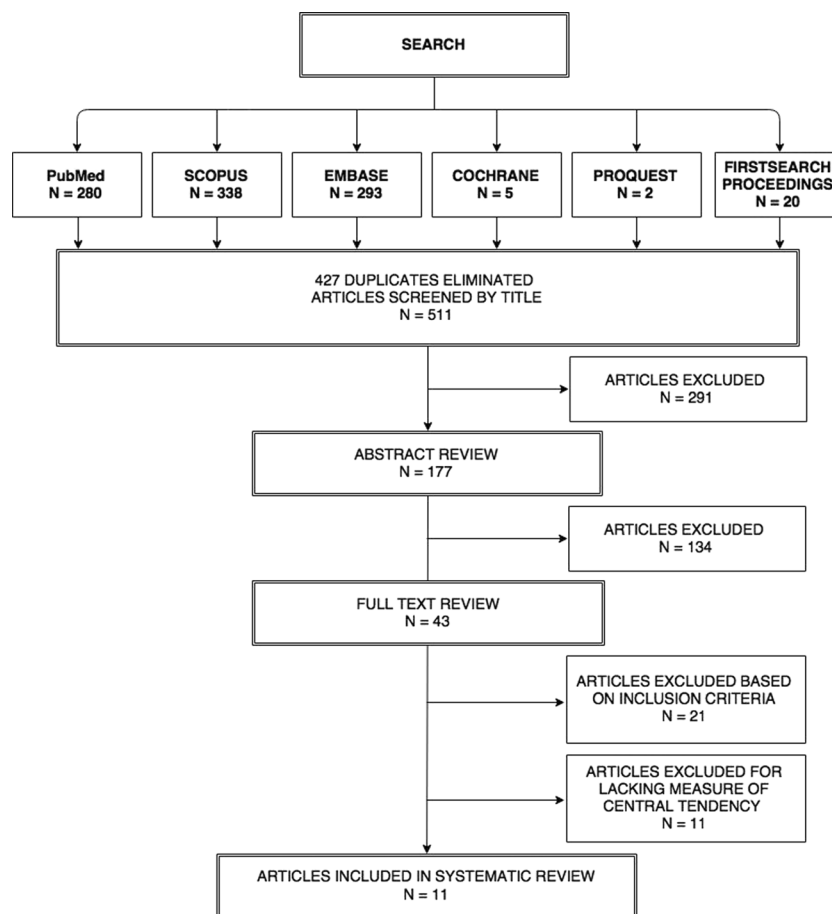 SEARCH
PubMed
N = 280
SCOPUS
N = 338
EMBASE
N = 293
COCHRANE
N = 5
PROQUEST
N = 2
FIRSTSEARCH
PROCEEDINGS
N = 20
427 DUPLICATES ELIMINATED
ARTICLES SCREENED BY TITLE
N = 511
ARTICLES EXCLUDED
N = 291
ABSTRACT REVIEW
N = 177
ARTICLES EXCLUDED
N = 134
FULL TEXT REVIEW
N = 43
ARTICLES EXCLUDED BASED
ON INCLUSION CRITERIA
N = 21
ARTICLES EXCLUDED FOR
LACKING MEASURE OF
CENTRAL TENDENCY
N = 11
ARTICLES INCLUDED IN SYSTEMATIC REVIEW
N = 11